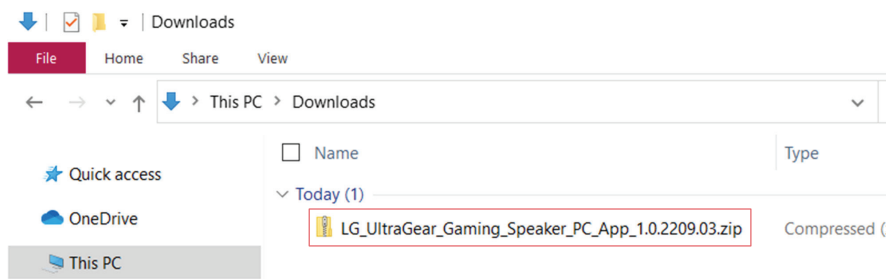 Downloads
File Home Share View
This PC > Downloads
Name Type
Quick access
Today (1)
OneDrive
LG_UltraGear_Gaming_Speaker_PC_App_1.0.2209.03.zip Compressed (
This PC